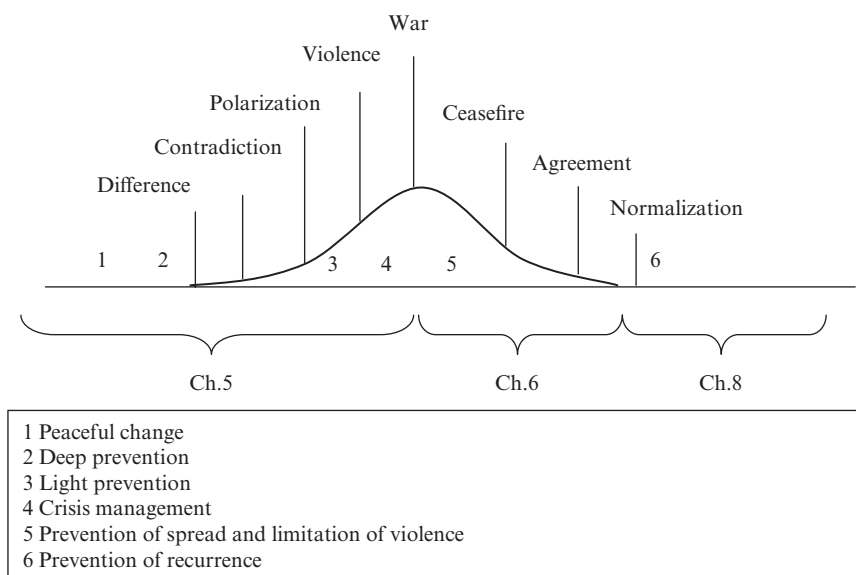 War
Violence
Polarization
Ceasefire
Contradiction
Agreement
Difference
Normalization
1 2 3 4 5 6
Ch.5 Ch.6 Ch.8
1 Peaceful change
2 Deep prevention
3 Light prevention
4 Crisis management
5 Prevention of spread and limitation of violence
6 Prevention of recurrence